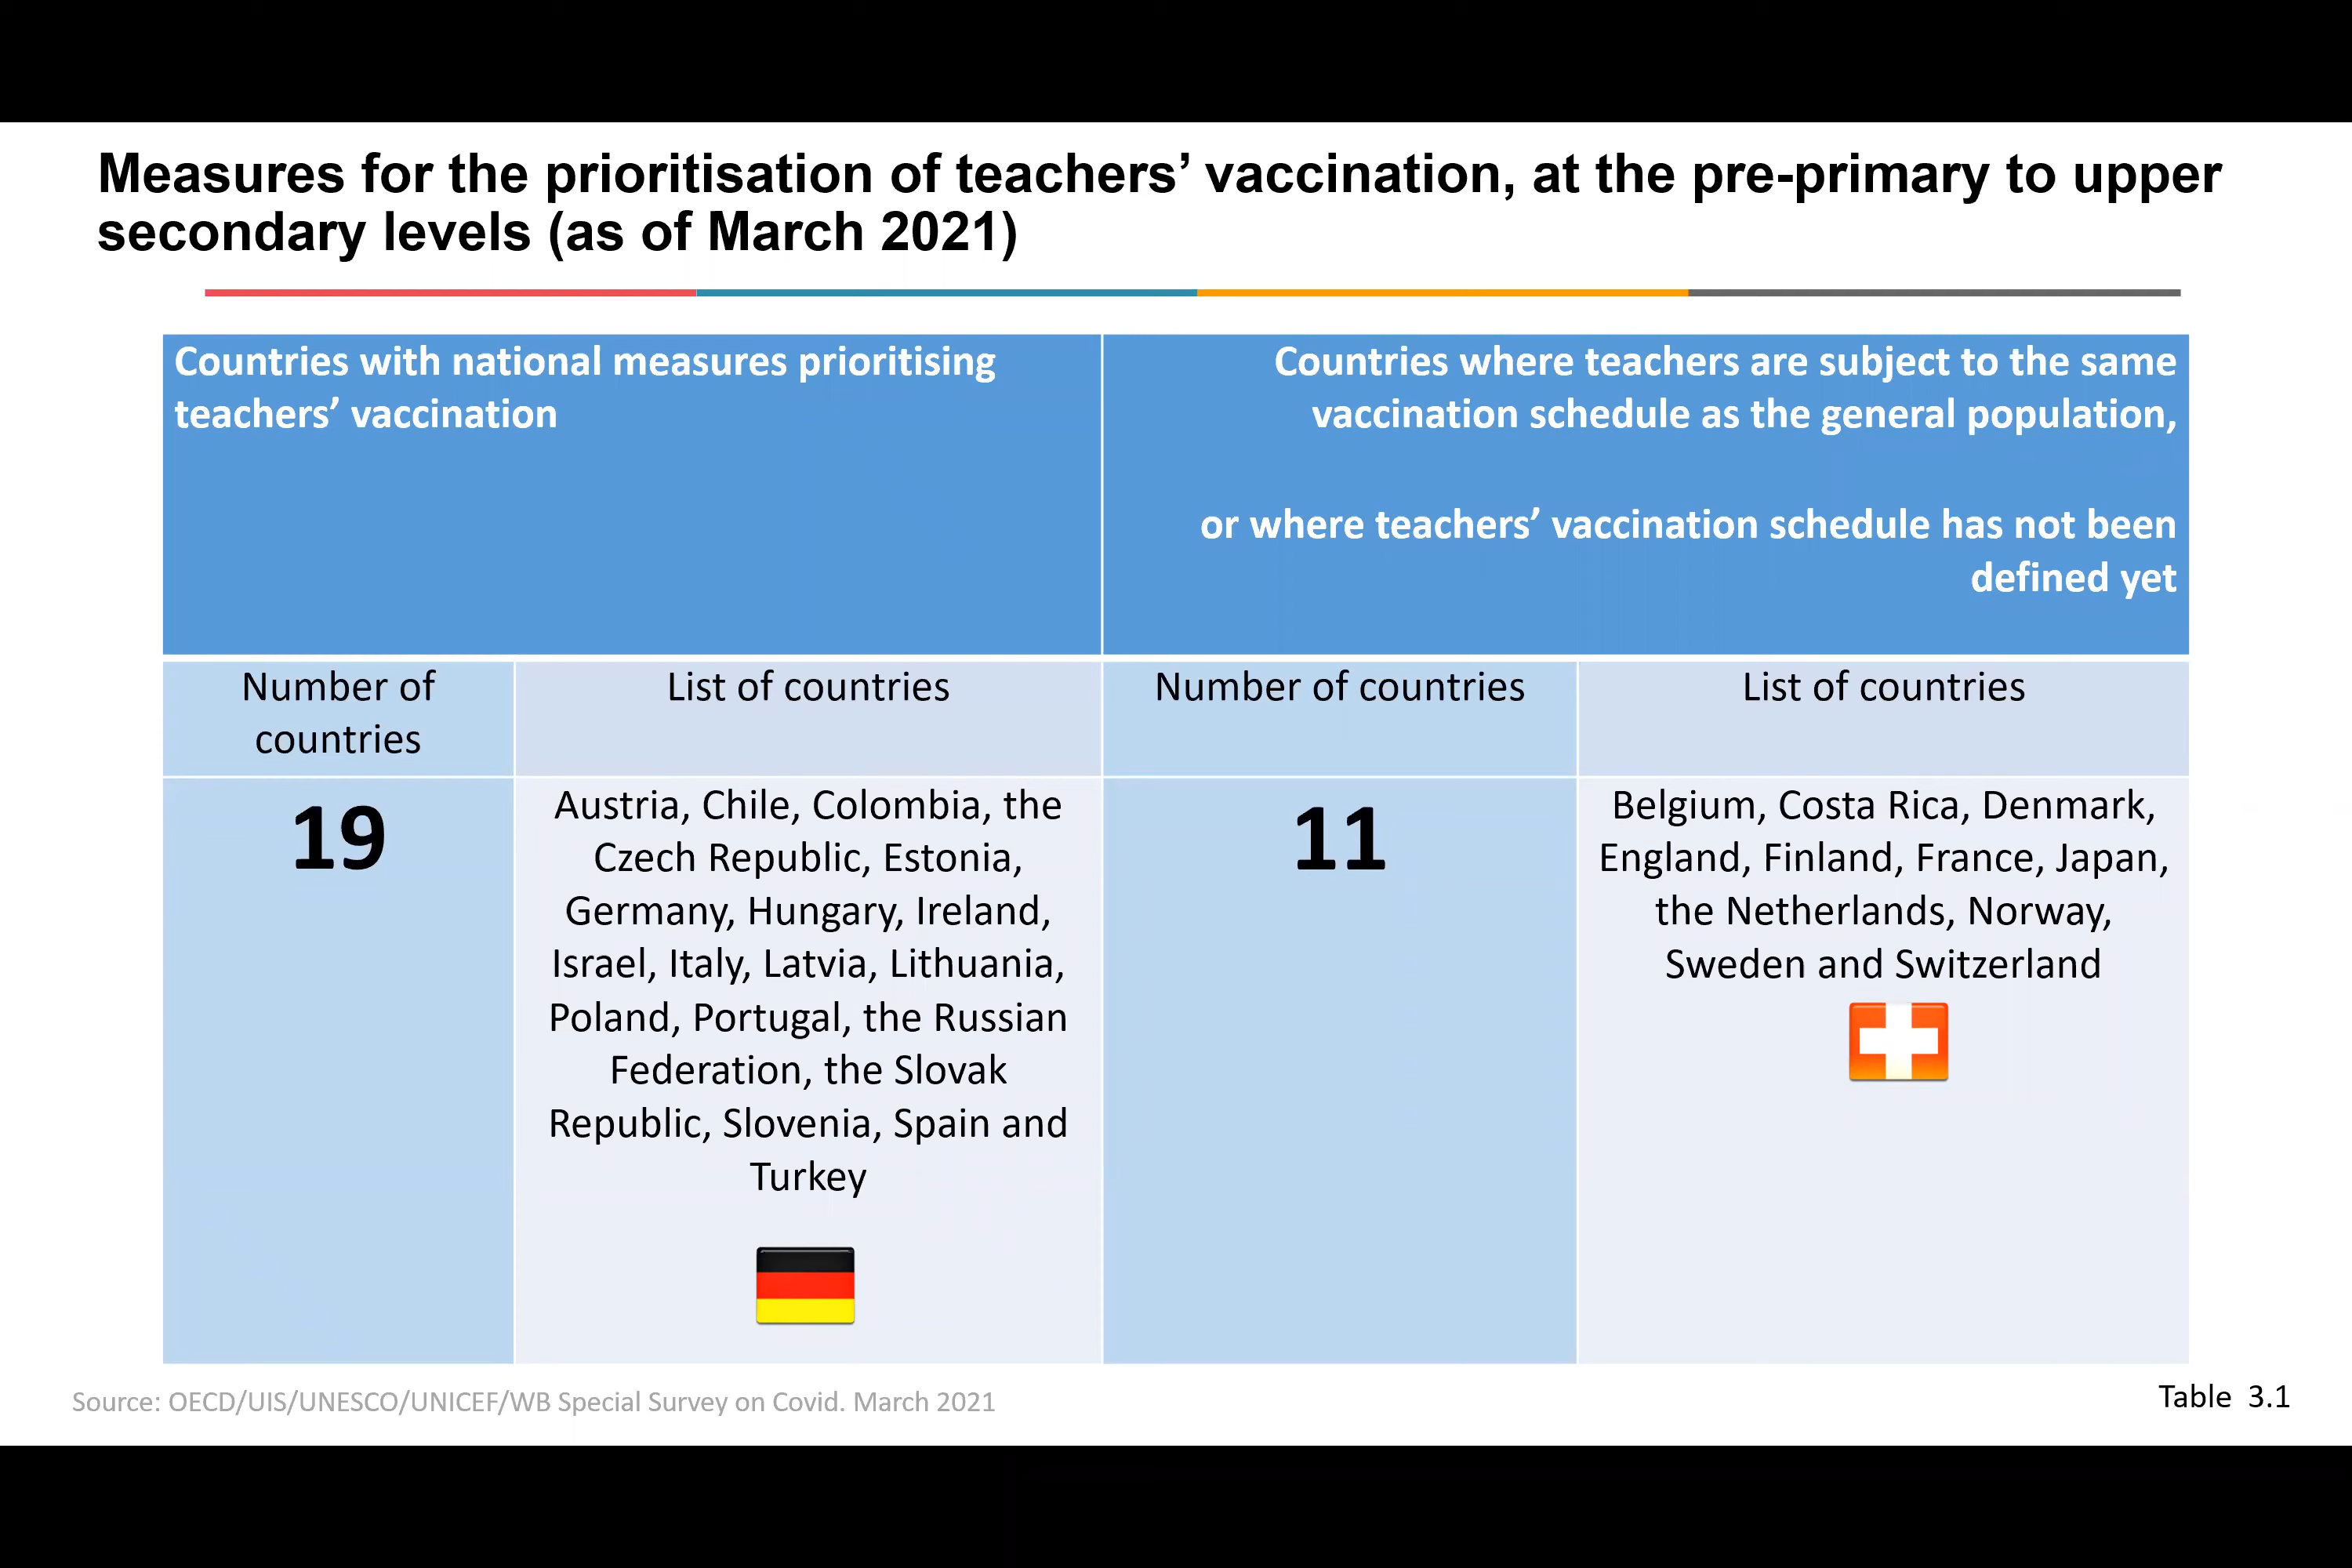 Measures for the prioritisation of teachers’ vaccination, at the pre-primary to upper
secondary levels (as of March 2021)
Countries with national measures prioritising
teachers’ vaccination
Countries where teachers are subject to the same
vaccination schedule as the general population,
or where teachers’ vaccination schedule has not been
defined yet
Number of
countries
List of countries
Number of countries
List of countries
19
Austria, Chile, Colombia, the
Czech Republic, Estonia,
Germany, Hungary, Ireland,
Israel, Italy, Latvia, Lithuania,
Poland, Portugal, the Russian
Federation, the Slovak
Republic, Slovenia, Spain and
Turkey
11
Belgium, Costa Rica, Denmark,
England, Finland, France, Japan,
the Netherlands, Norway,
Sweden and Switzerland
Source: OECD/UIS/UNESCO/UNICEF/WB Special Survey on Covid. March 2021
Table 3.1